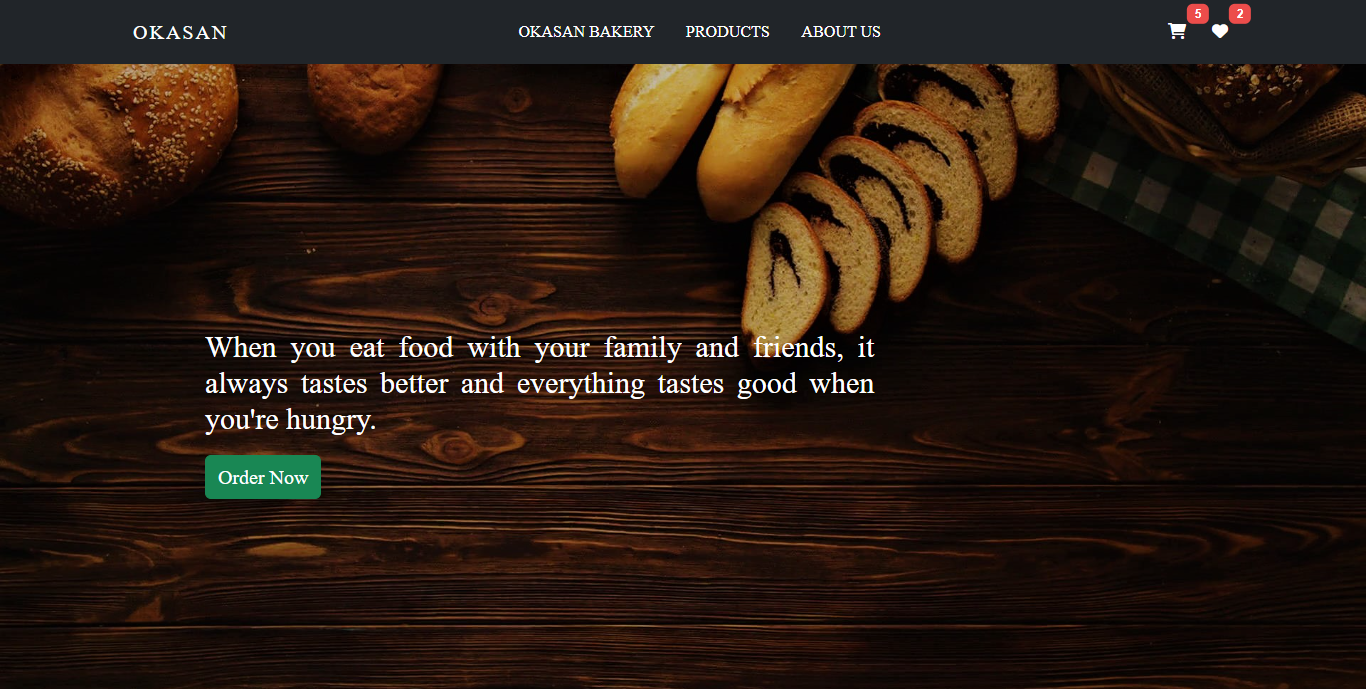 OKASAN
OKASAN BAKERY
PRODUCTS
ABOUT US
5
2
When you eat food with your family and friends, it
always tastes better and everything tastes good when
you're hungry.
Order Now